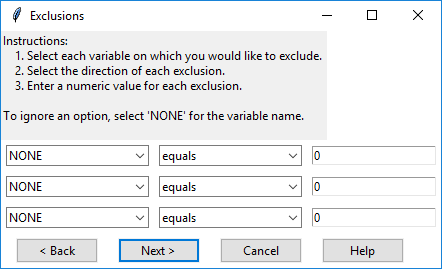 Exclusions
Instructions:
1. Select each variable on which you would like to exclude.
2. Select the direction of each exclusion.
3. Enter a numeric value for each exclusion.
To ignore an option, select 'NONE' for the variable name.
NONE equals 0
NONE equals 0
NONE equals 0
< Back Next > Cancel Help